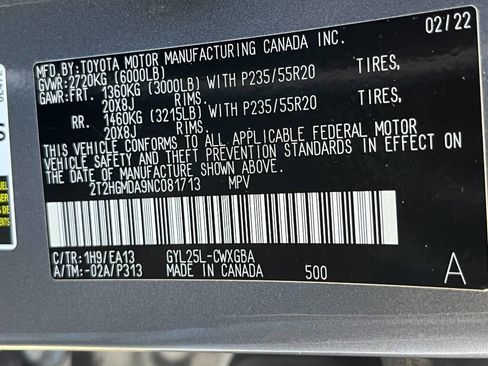 02/22
MFD.BY:TOYOTA MOTOR MANUFACTURING CANADA INC.
GVWR:2720KG (6000LB)
GAWR:FRT. 1360KG (3000LB) WITH P235/55R20 TIRES,
20X8J RIMS.
RR. 1460KG (3215LB) WITH P235/55R20 TIRES,
20X8J RIMS.
THIS VEHICLE CONFORMS TO ALL APPLICABLE FEDERAL MOTOR
VEHICLE SAFETY AND THEFT PREVENTION STANDARDS IN EFFECT
ON THE DATE OF MANUFACTURE SHOWN ABOVE.
2T2HGMDA9NC081713 MPV
C/TR: 1H9/EA13 GYL25L-CWXGBA
A/TM: -02A/P313 MADE IN CANADA 500 A